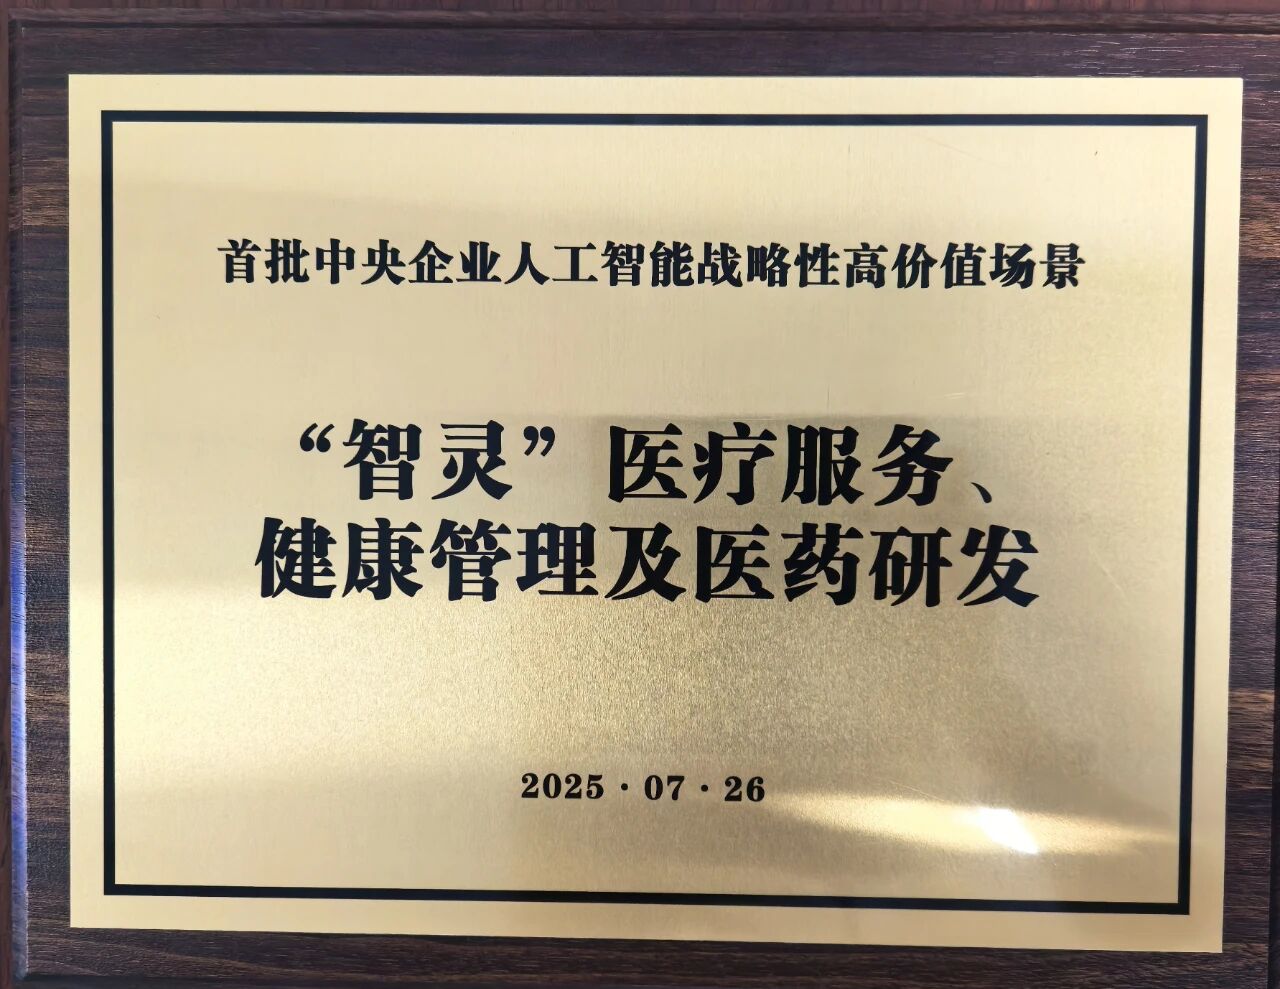 首批中央企业人工智能战略性高价值场景
“智灵”医疗服务、
健康管理及医药研发
2025·07·26